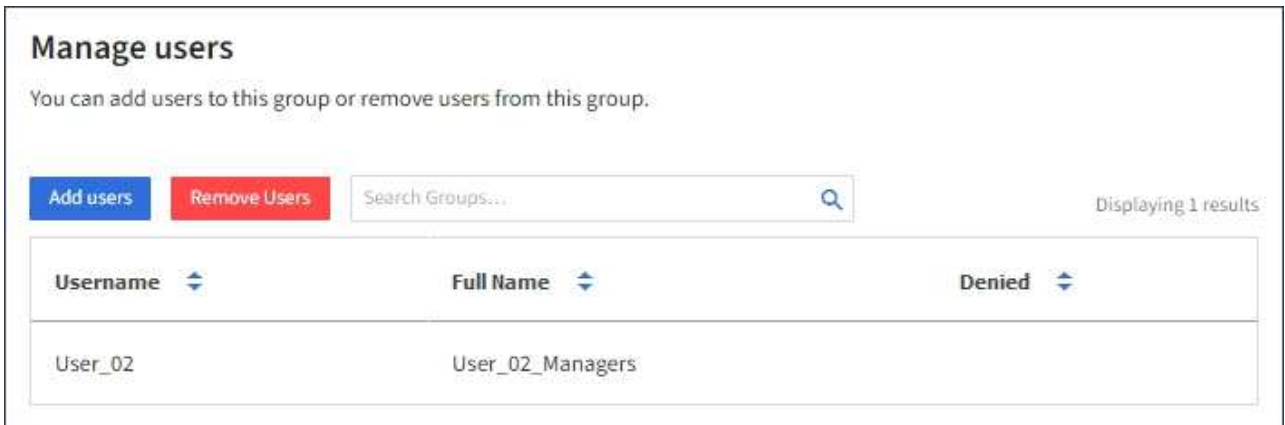 Manage users
You can add users to this group or remove users from this group.
Add users Remove Users Search Groups... Displaying 1 results
Username Full Name Denied
User_02 User_02_Managers